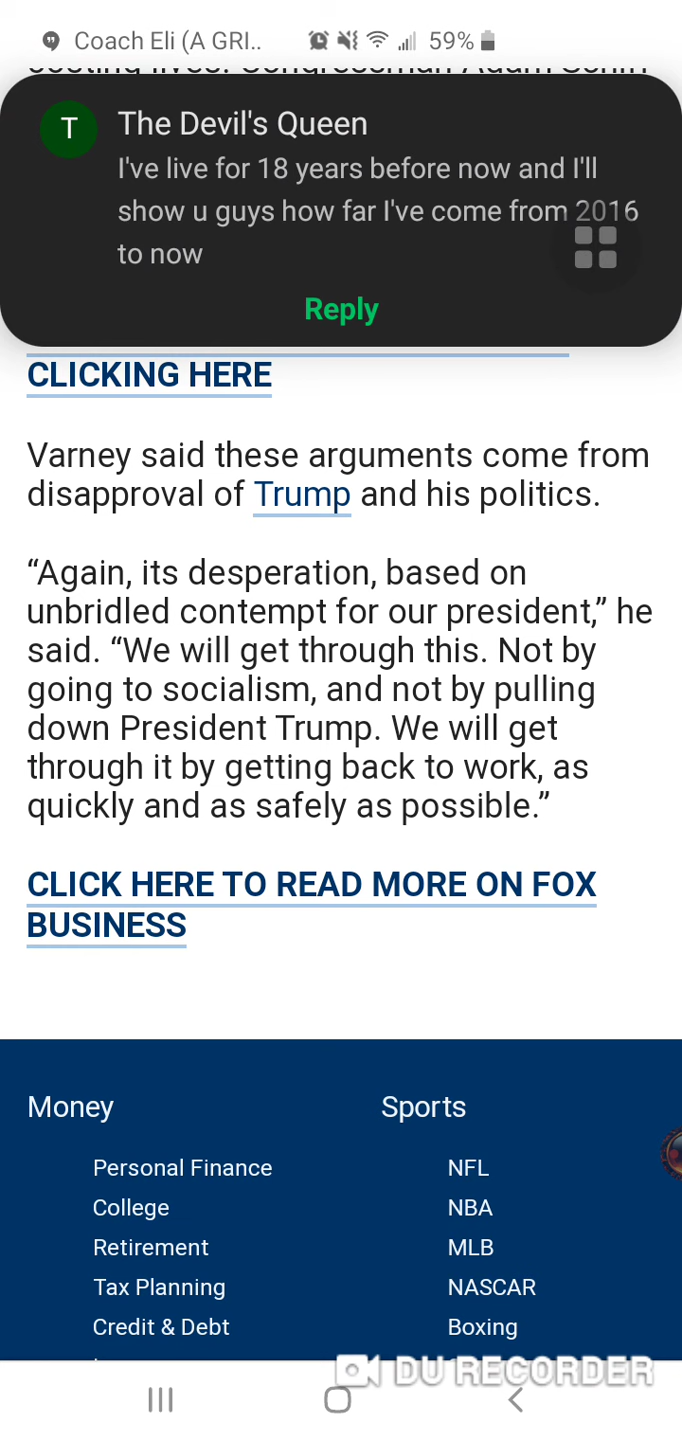 Coach Eli (A GRI.. 59%
T
The Devil's Queen
I've live for 18 years before now and I'll
show u guys how far I've come from 2016
to now
Reply
CLICKING HERE
Varney said these arguments come from
disapproval of Trump and his politics.
“Again, its desperation, based on
unbridled contempt for our president,” he
said. “We will get through this. Not by
going to socialism, and not by pulling
down President Trump. We will get
through it by getting back to work, as
quickly and as safely as possible.”
CLICK HERE TO READ MORE ON FOX
BUSINESS
Money
Personal Finance
College
Retirement
Tax Planning
Credit & Debt
Sports
NFL
NBA
MLB
NASCAR
Boxing
DU RECORDER